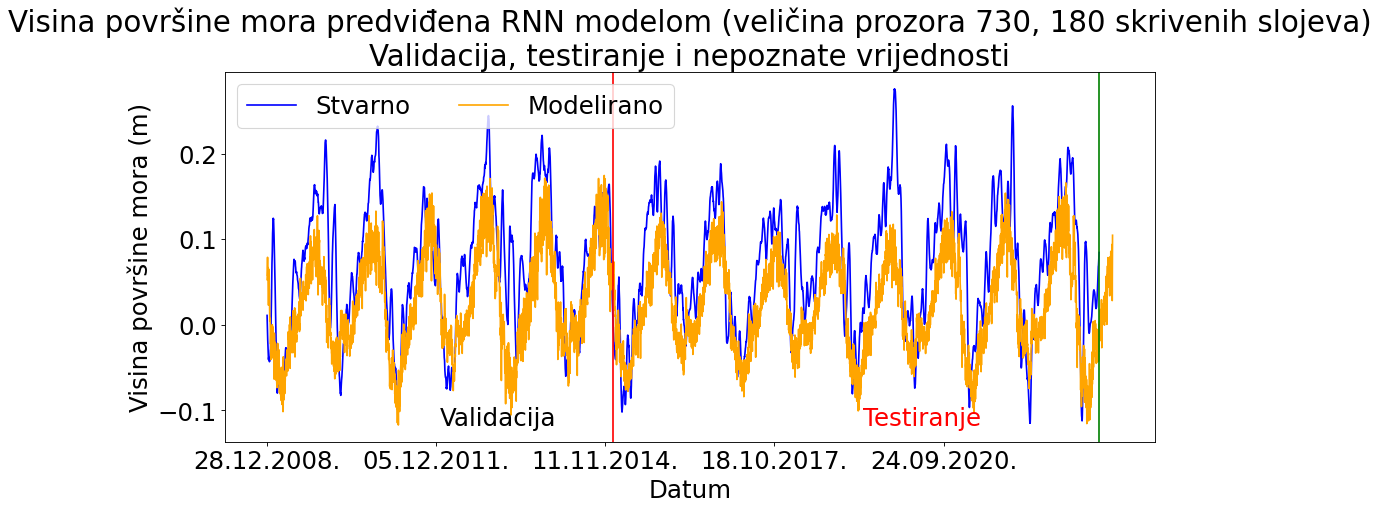 Visina površine mora predviđena RNN modelom (veličina prozora 730, 180 skrivenih slojeva)
Validacija, testiranje i nepoznate vrijednosti
Stvarno
Modelirano
Visina površine mora (m)
0.2
0.1
0.0
−0.1
Validacija
Testiranje
28.12.2008.
05.12.2011.
11.11.2014.
18.10.2017.
24.09.2020.
Datum